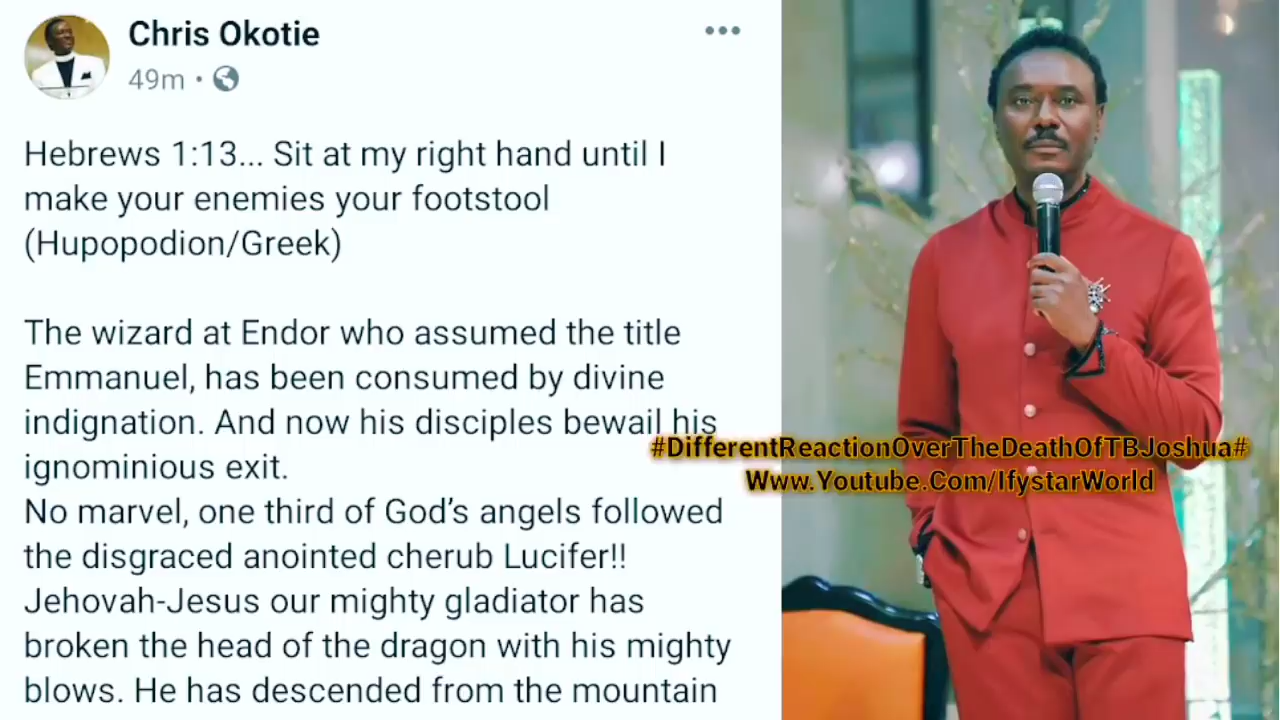 Chris Okotie
49m •
Hebrews 1:13... Sit at my right hand until I
make your enemies your footstool
(Hupopodion/Greek)
The wizard at Endor who assumed the title
Emmanuel, has been consumed by divine
indignation. And now his disciples bewail his
ignominious exit.
No marvel, one third of God’s angels followed
the disgraced anointed cherub Lucifer!!
Jehovah-Jesus our mighty gladiator has
broken the head of the dragon with his mighty
blows. He has descended from the mountain
#DifferentReactionOverTheDeathOfTBJoshua#
Www.Youtube.Com/IfystarWorld